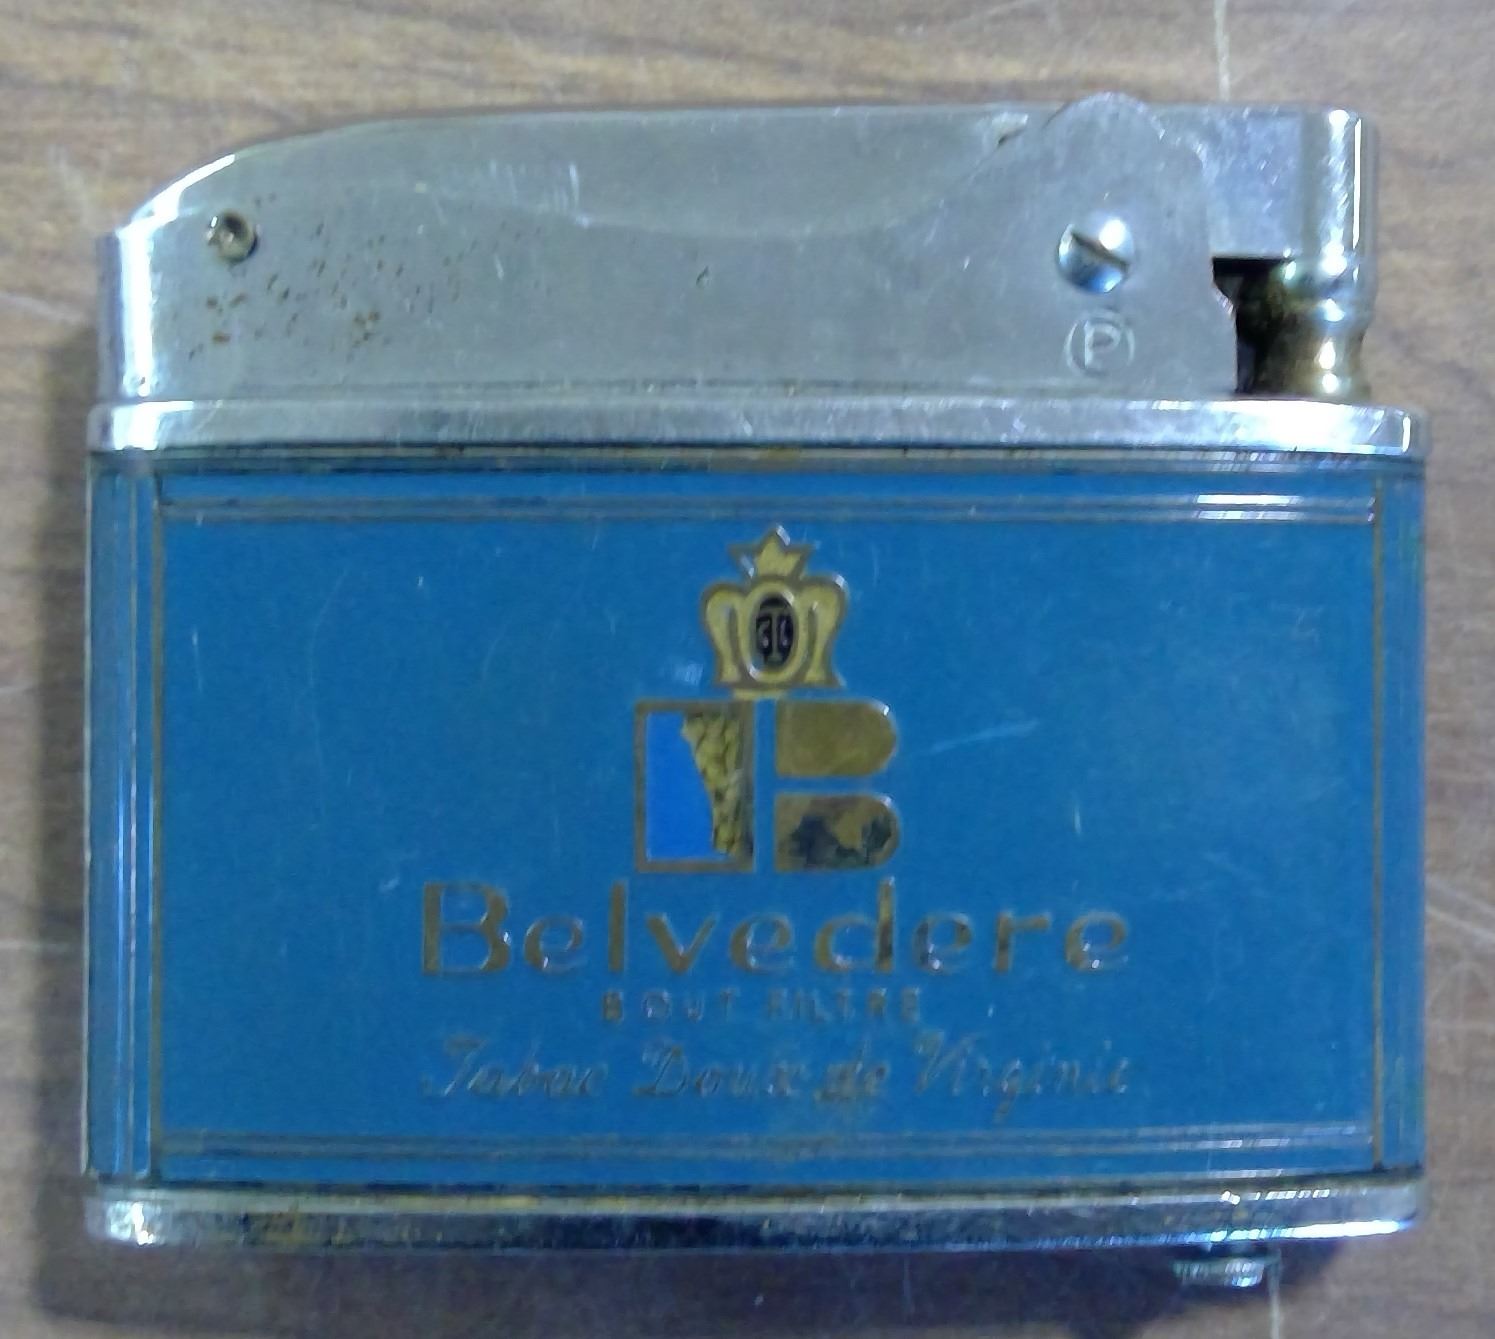 P
B
Belvedere
BOUT FILTRE
Tabac Doux de Virginie